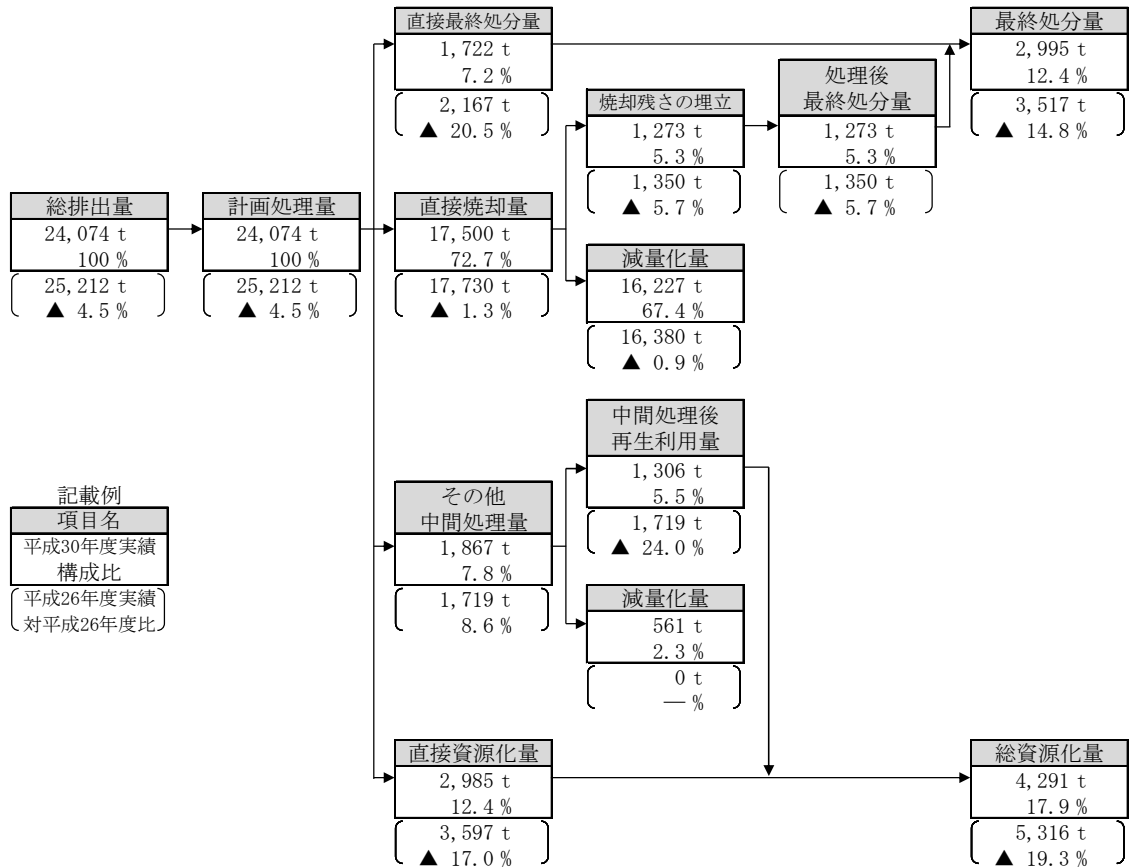 直接最終処分量
1,722 t
7.2 %
2,167 t
▲ 20.5 %
最終処分量
2,995 t
12.4 %
3,517 t
▲ 14.8 %
焼却残さの埋立
1,273 t
5.3 %
1,350 t
▲ 5.7 %
処理後
最終処分量
1,273 t
5.3 %
1,350 t
▲ 5.7 %
総排出量
24,074 t
100 %
25,212 t
▲ 4.5 %
計画処理量
24,074 t
100 %
25,212 t
▲ 4.5 %
直接焼却量
17,500 t
72.7 %
17,730 t
▲ 1.3 %
減量化量
16,227 t
67.4 %
16,380 t
▲ 0.9 %
中間処理後
再生利用量
1,306 t
5.5 %
1,719 t
▲ 24.0 %
記載例
項目名
平成30年度実績
構成比
平成26年度実績
対平成26年度比
その他
中間処理量
1,867 t
7.8 %
1,719 t
8.6 %
減量化量
561 t
2.3 %
0 t
― %
直接資源化量
2,985 t
12.4 %
3,597 t
▲ 17.0 %
総資源化量
4,291 t
17.9 %
5,316 t
▲ 19.3 %